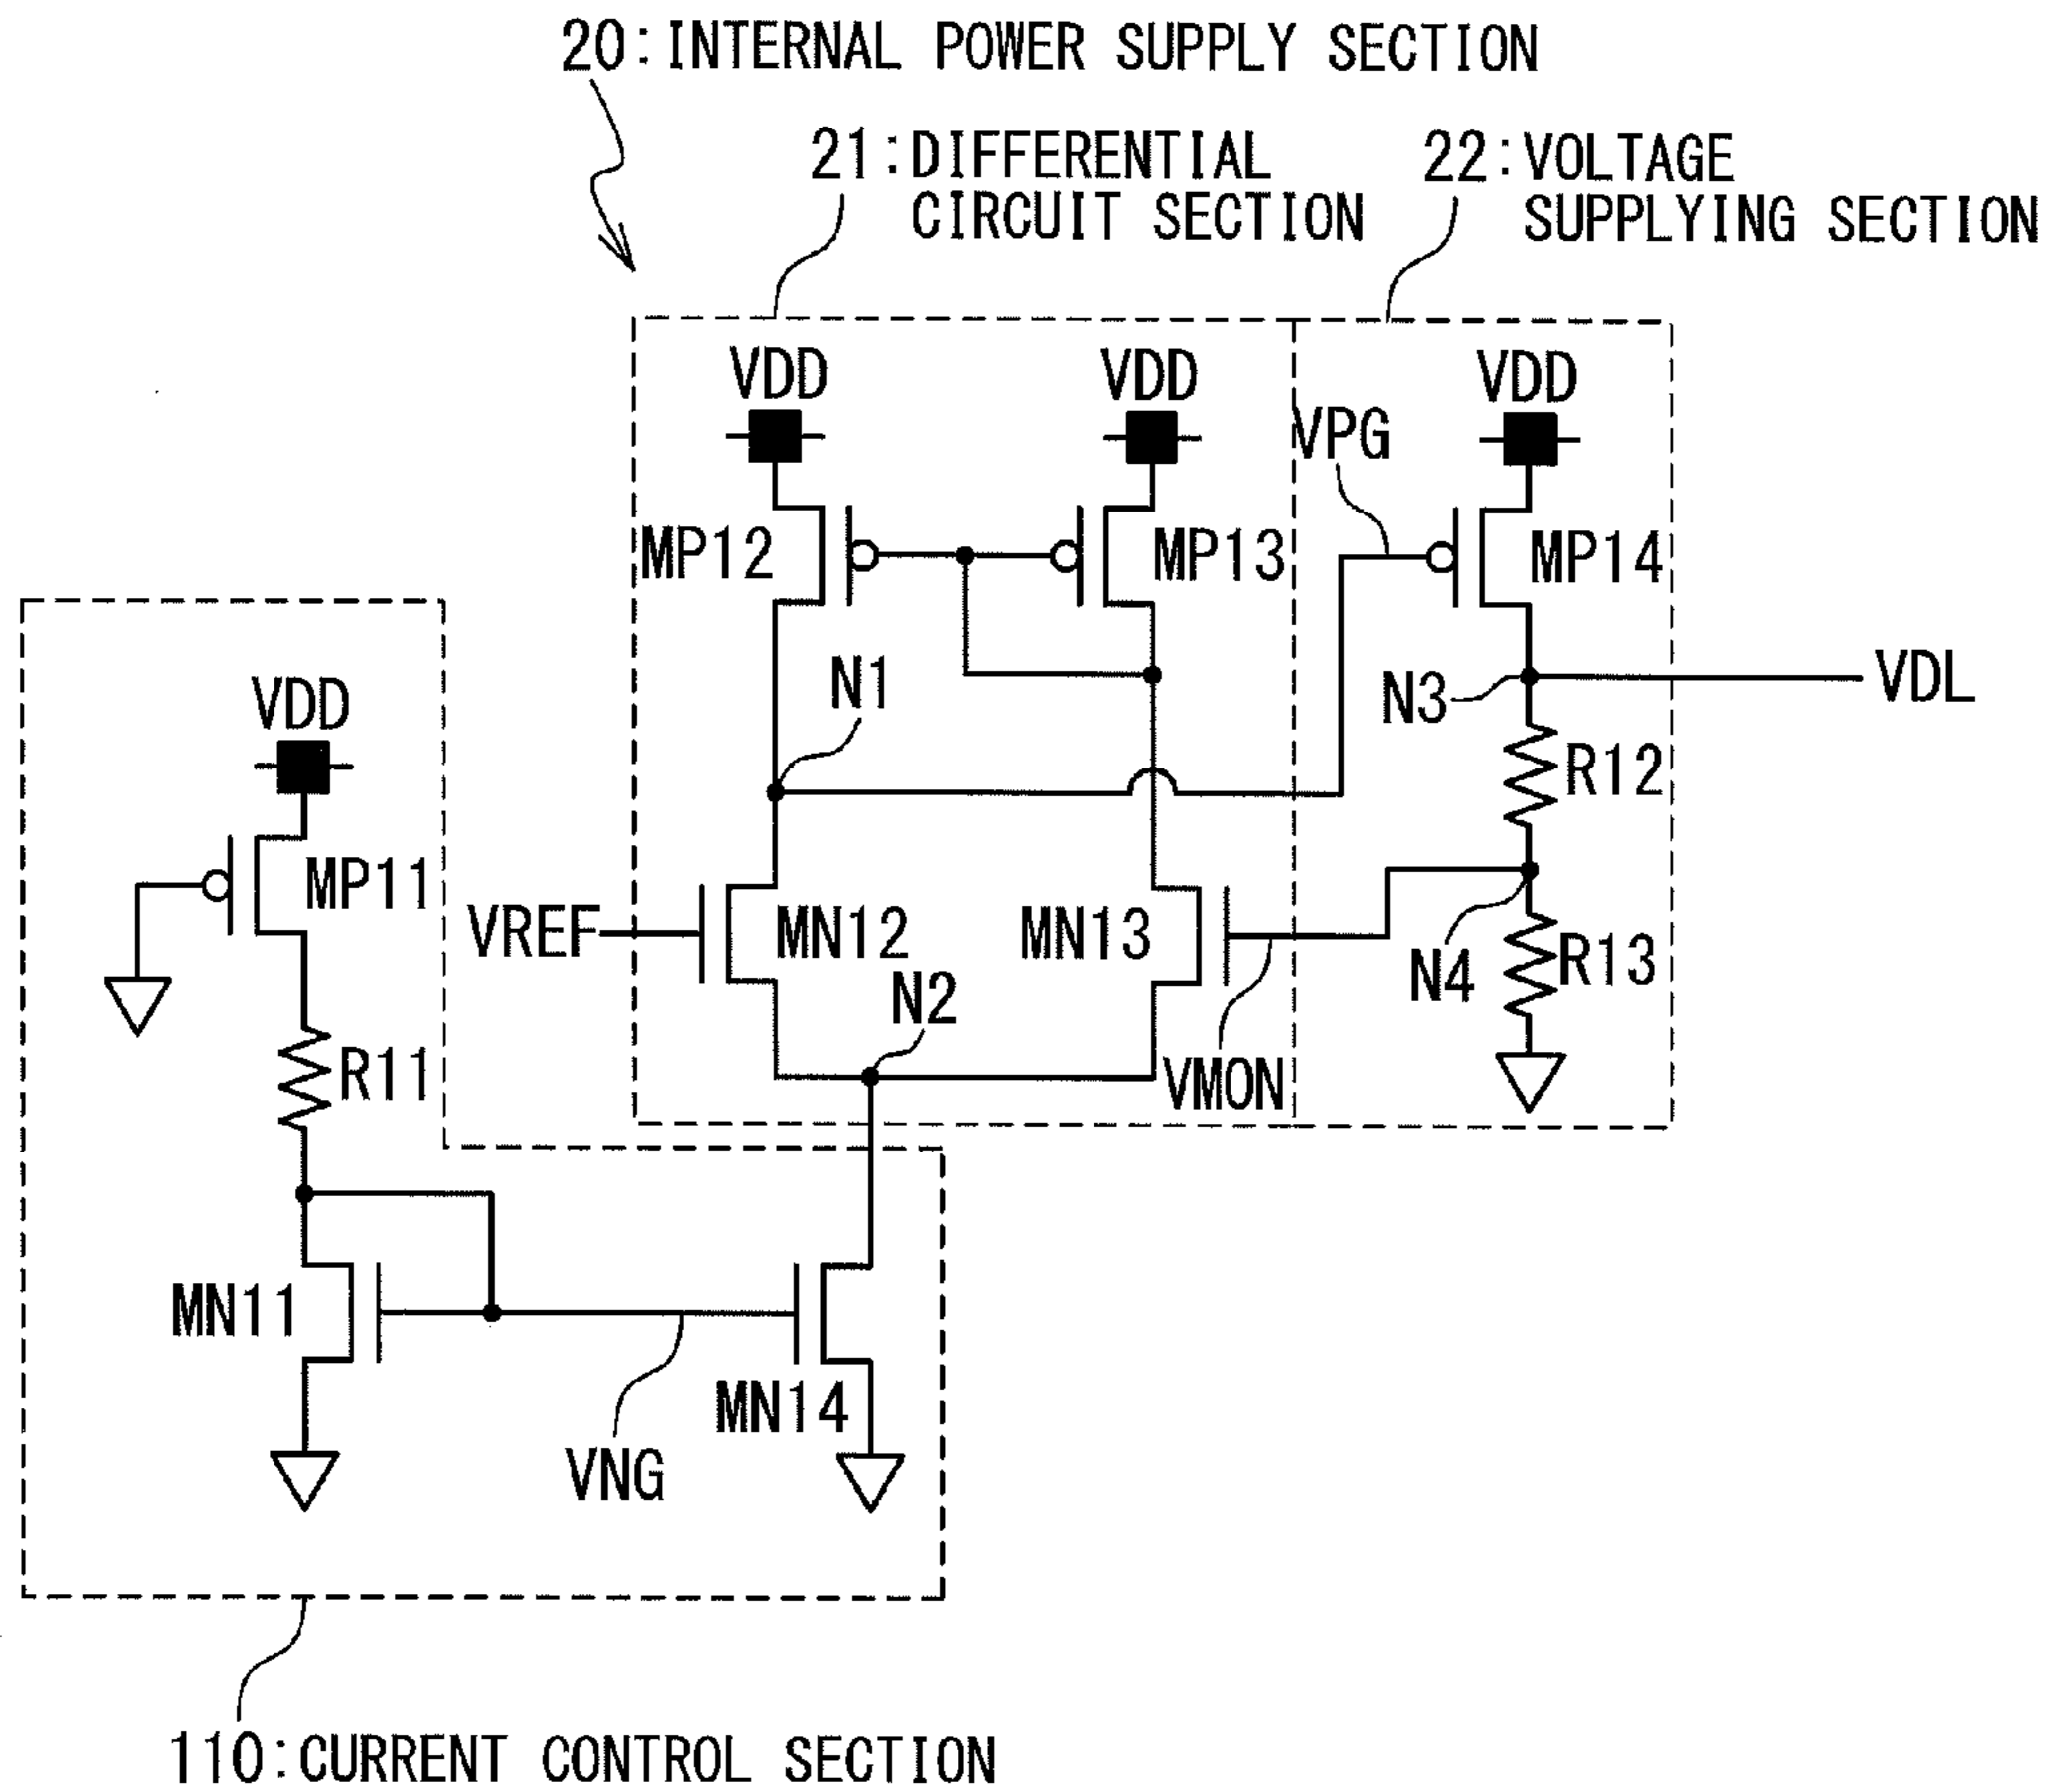 20:INTERNAL POWER SUPPLY SECTION
21:DIFFERENTIAL
CIRCUIT SECTION
22:VOLTAGE
SUPPLYING SECTION
VDD
VDD
VDD
VPG
MP12
MP13
MP14
N1
N3
VDL
VDD
R12
MP11
VREF
MN12
MN13
N2
N4
R13
R11
VMON
MN11
MN14
VNG
110:CURRENT CONTROL SECTION